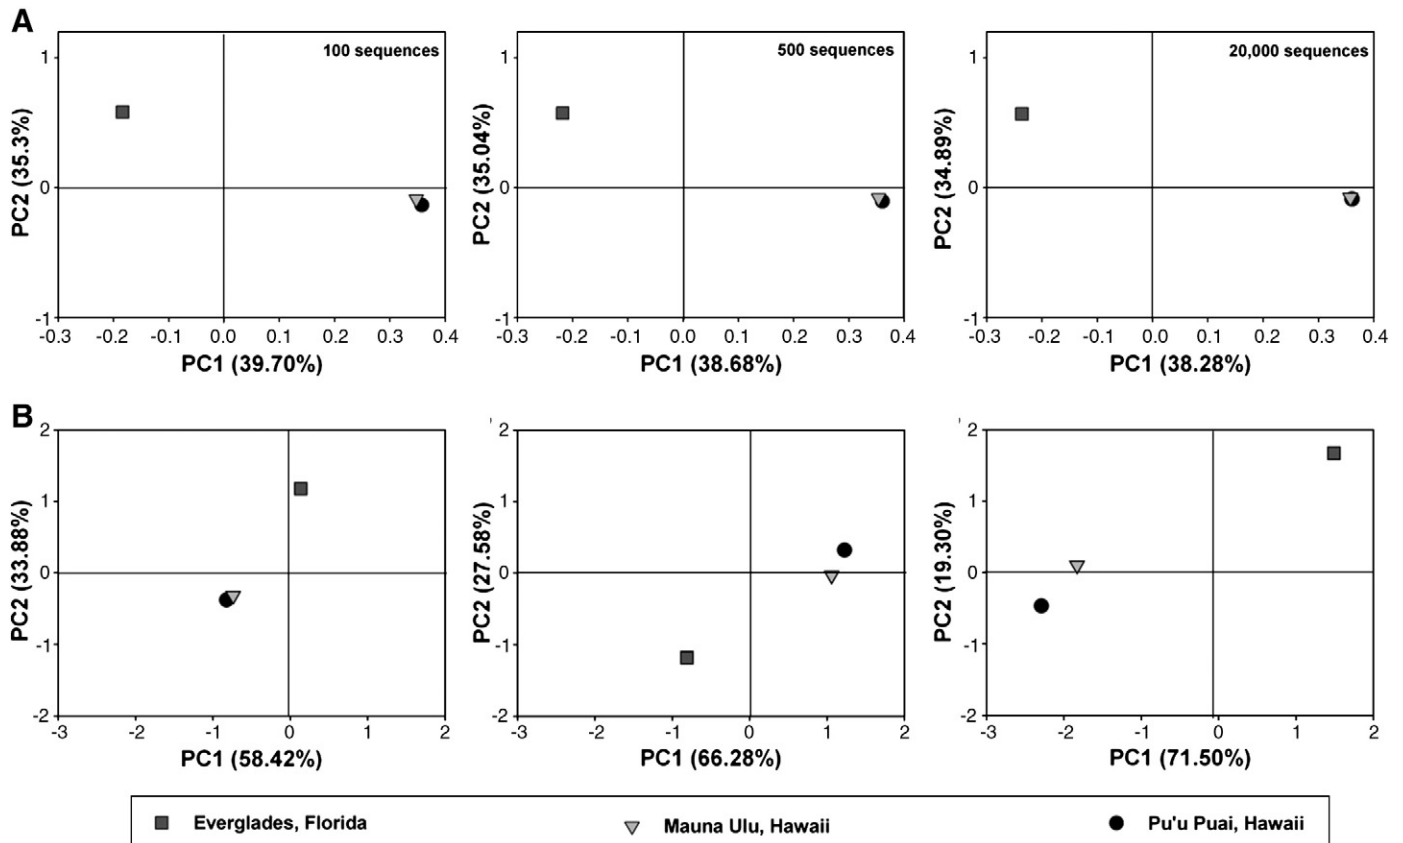 A
100 sequences
500 sequences
20,000 sequences
PC2 (35.3%)
1
0
-1
-0.3 -0.2 -0.1 0.0 0.1 0.2 0.3 0.4
PC1 (39.70%)
PC2 (35.04%)
1
0
-1
-0.3 -0.2 -0.1 0.0 0.1 0.2 0.3 0.4
PC1 (38.68%)
PC2 (34.89%)
1
0
-1
-0.3 -0.2 -0.1 0.0 0.1 0.2 0.3 0.4
PC1 (38.28%)
B
PC2 (33.88%)
2
1
0
-1
-2
-3 -2 -1 0 1 2
PC1 (58.42%)
PC2 (27.58%)
2
1
0
-1
-2
-3 -2 -1 0 1 2
PC1 (66.28%)
PC2 (19.30%)
2
1
0
-1
-2
-3 -2 -1 0 1 2
PC1 (71.50%)
Everglades, Florida
Mauna Ulu, Hawaii
Pu'u Puai, Hawaii